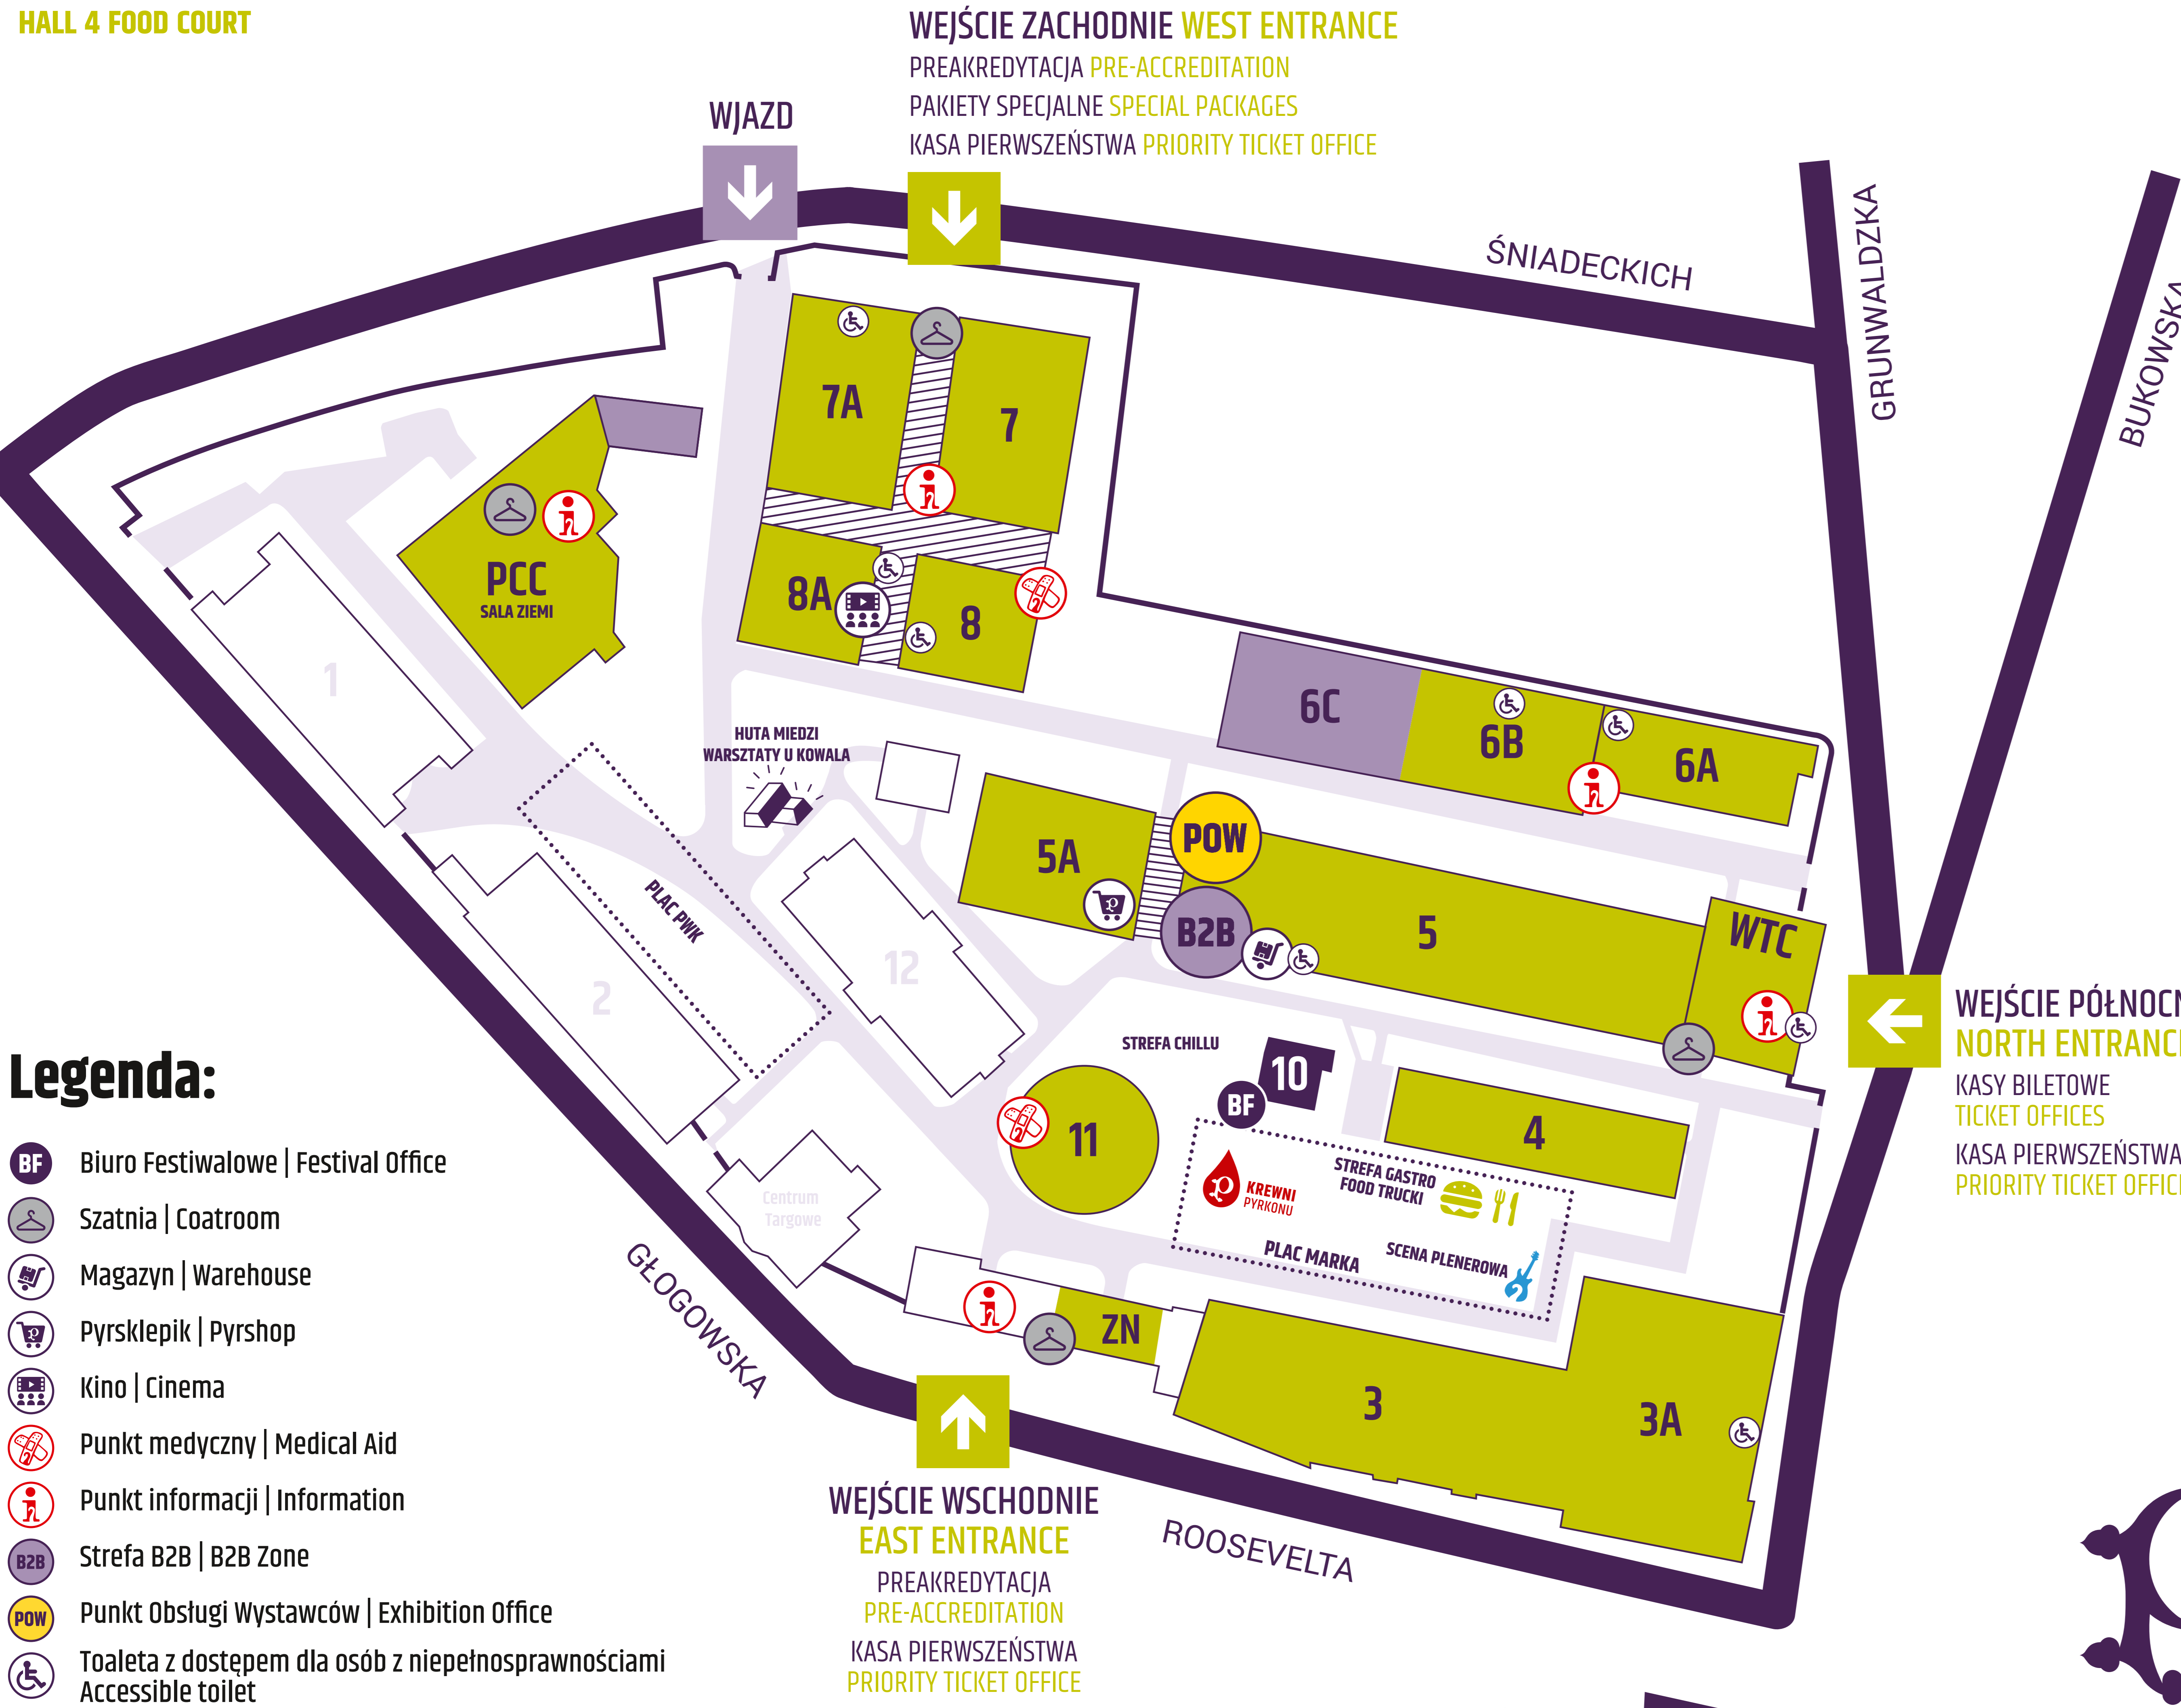 HALL 4 FOOD COURT
WEJŚCIE ZACHODNIE WEST ENTRANCE
PREAKREDYTACJA PRE-ACCREDITATION
PAKIETY SPECJALNE SPECIAL PACKAGES
KASA PIERWSZEŃSTWA PRIORITY TICKET OFFICE
WJAZD
ŚNIADECKICH
GRUNWALDZKA
BUKOWSKA
7A
7
PCC
SALA ZIEMI
8A
8
1
6C
6B
6A
HUTA MIEDZI
WARSZTATY U KOWALA
5A
POW
B2B
5
WTC
PLAC PWK
12
2
STREFA CHILLU
10
BF
11
4
WEJŚCIE PÓŁNOCN
NORTH ENTRANCE
KASY BILETOWE
TICKET OFFICES
KASA PIERWSZEŃSTWA
PRIORITY TICKET OFFIC
KREWNI
PYRKONU
STREFA GASTRO
FOOD TRUCKI
PLAC MARKA
SCENA PLENEROWA
Centrum
Targowe
GŁOGOWSKA
ZN
3
3A
WEJŚCIE WSCHODNIE
EAST ENTRANCE
PREAKREDYTACJA
PRE-ACCREDITATION
KASA PIERWSZEŃSTWA
PRIORITY TICKET OFFICE
ROOSEVELTA
Legenda:
BF Biuro Festiwalowe | Festival Office
Szatnia | Coatroom
Magazyn | Warehouse
Pyrsklepik | Pyrshop
Kino | Cinema
Punkt medyczny | Medical Aid
Punkt informacji | Information
B2B Strefa B2B | B2B Zone
POW Punkt Obsługi Wystawców | Exhibition Office
Toaleta z dostępem dla osób z niepełnosprawnościami
Accessible toilet